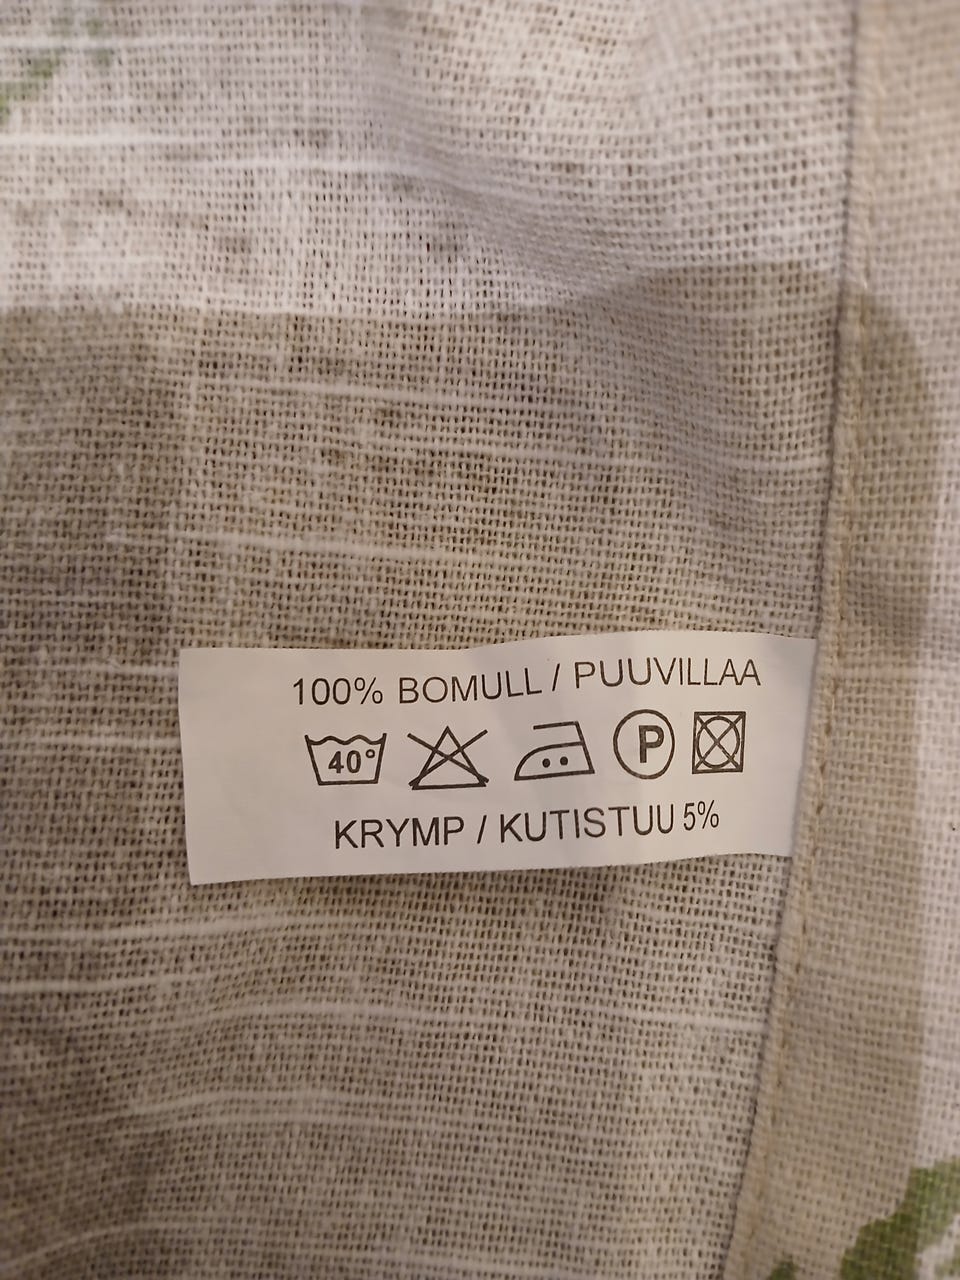 100% BOMULL / PUUVILLAA
40° P
KRYMP / KUTISTUU 5%